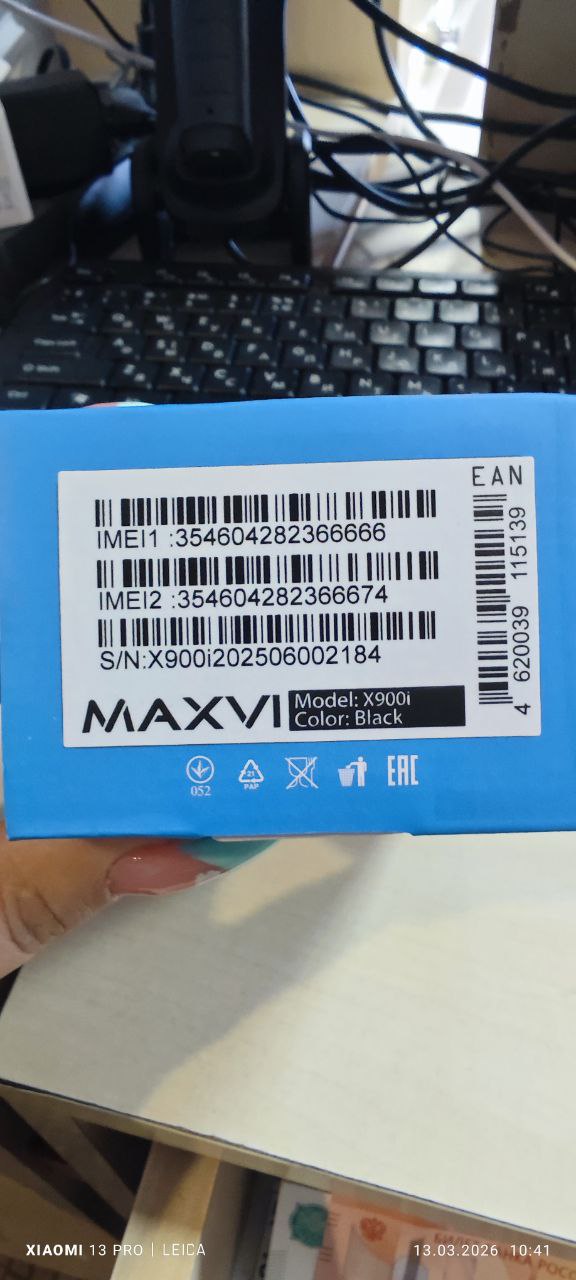 EAN
IMEI1 :354604282366666
IMEI2 :354604282366674
S/N:X900i202506002184
4 620039 115139
MAXVI
Model: X900i
Color: Black
052
21
PAP
EAC
XIAOMI 13 PRO | LEICA
13.03.2026 10:41